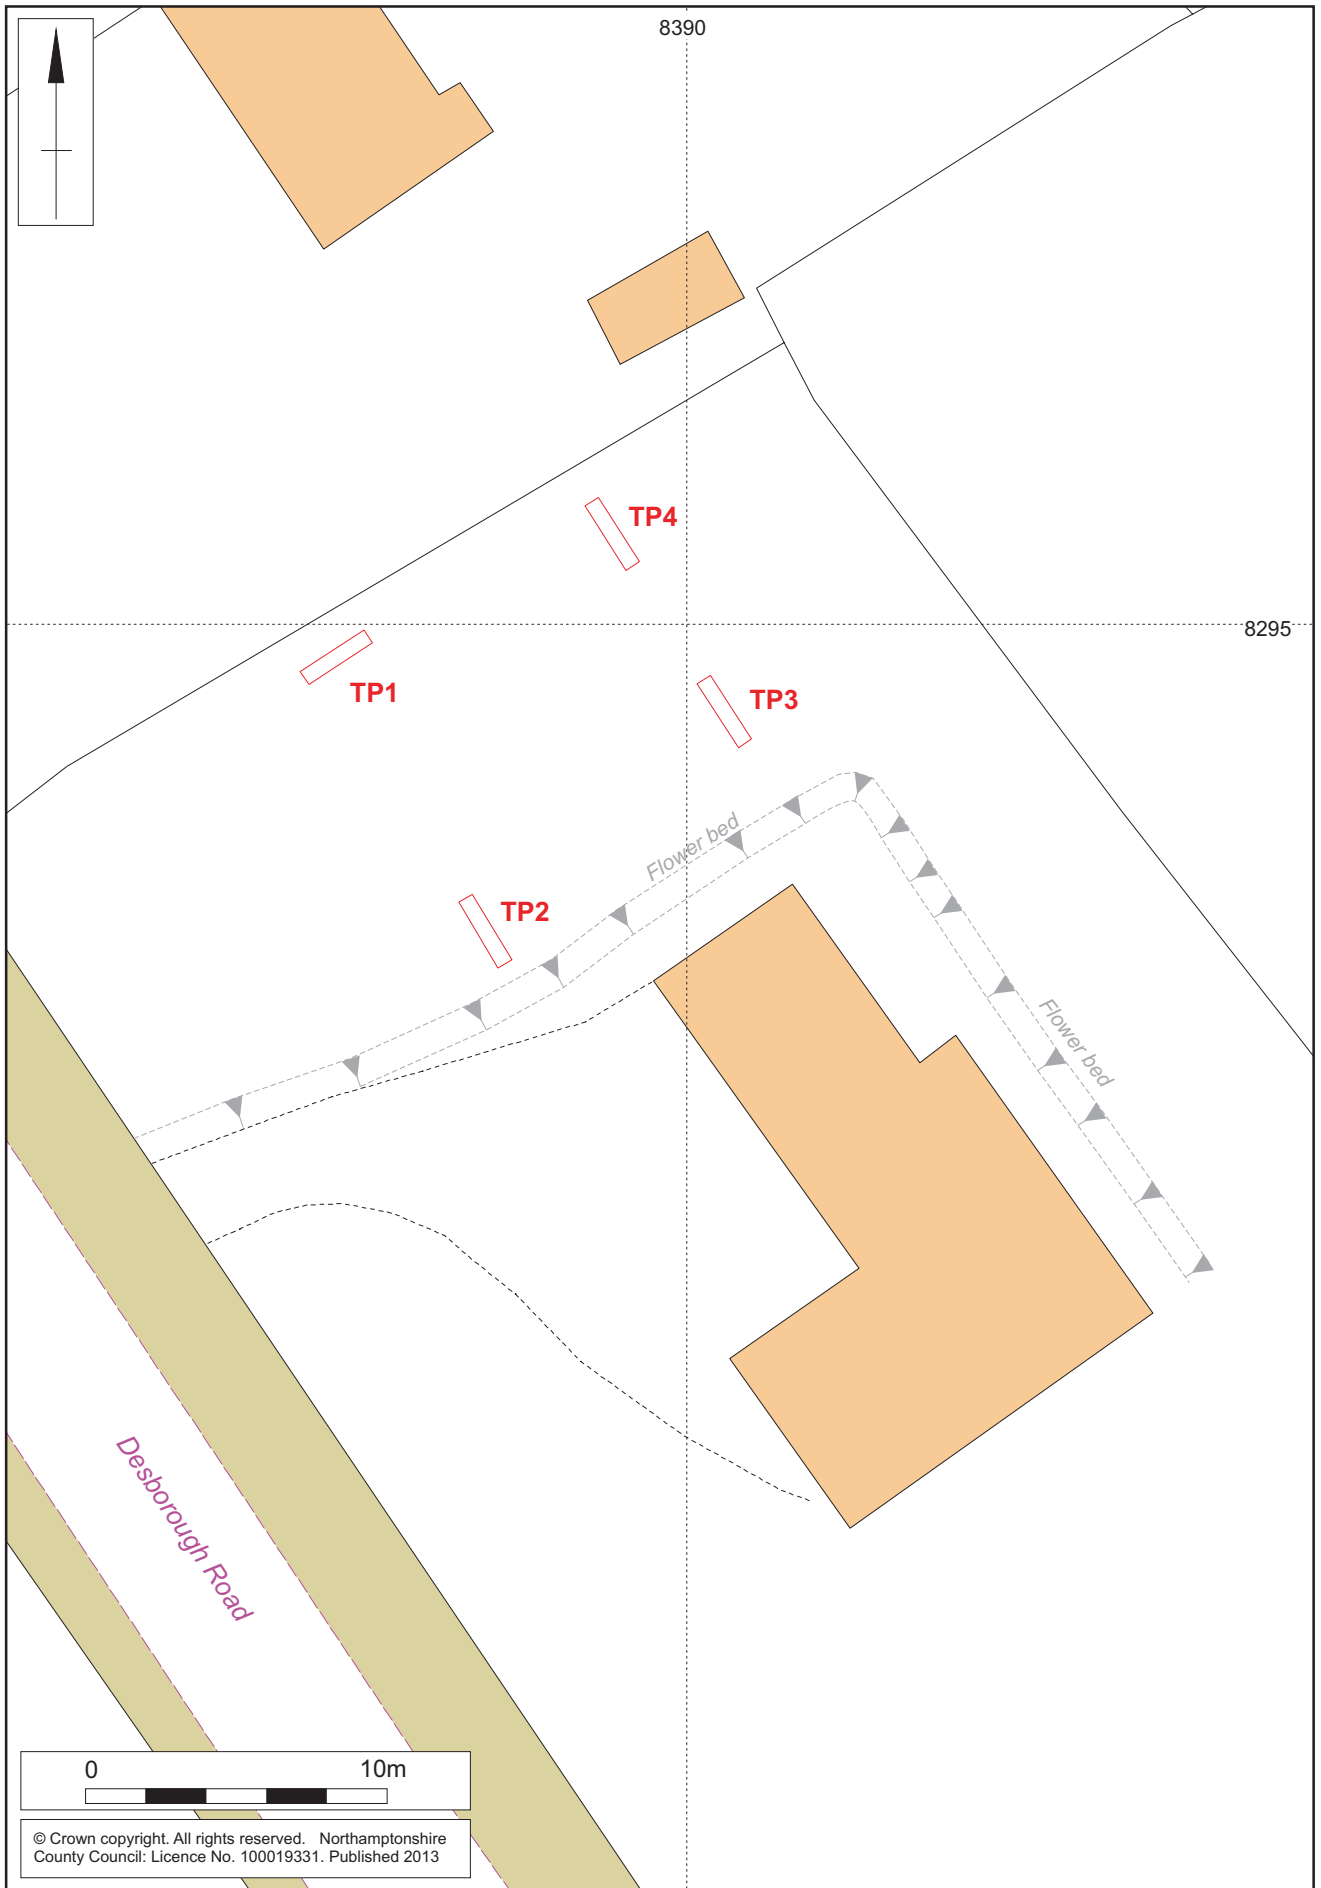 8390
TP4
8295
TP1
TP3
Flower bed
TP2
Flower bed
Desborough Road
0 10m
© Crown copyright. All rights reserved. Northamptonshire
County Council: Licence No. 100019331. Published 2013